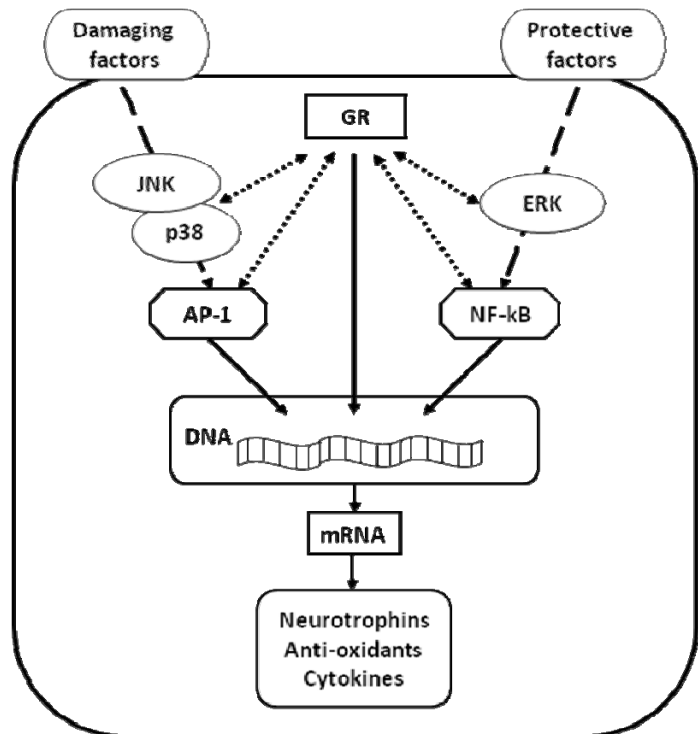 Damaging
factors
Protective
factors
GR
JNK
p38
ERK
AP-1
NF-kB
DNA
mRNA
Neurotrophins
Anti-oxidants
Cytokines